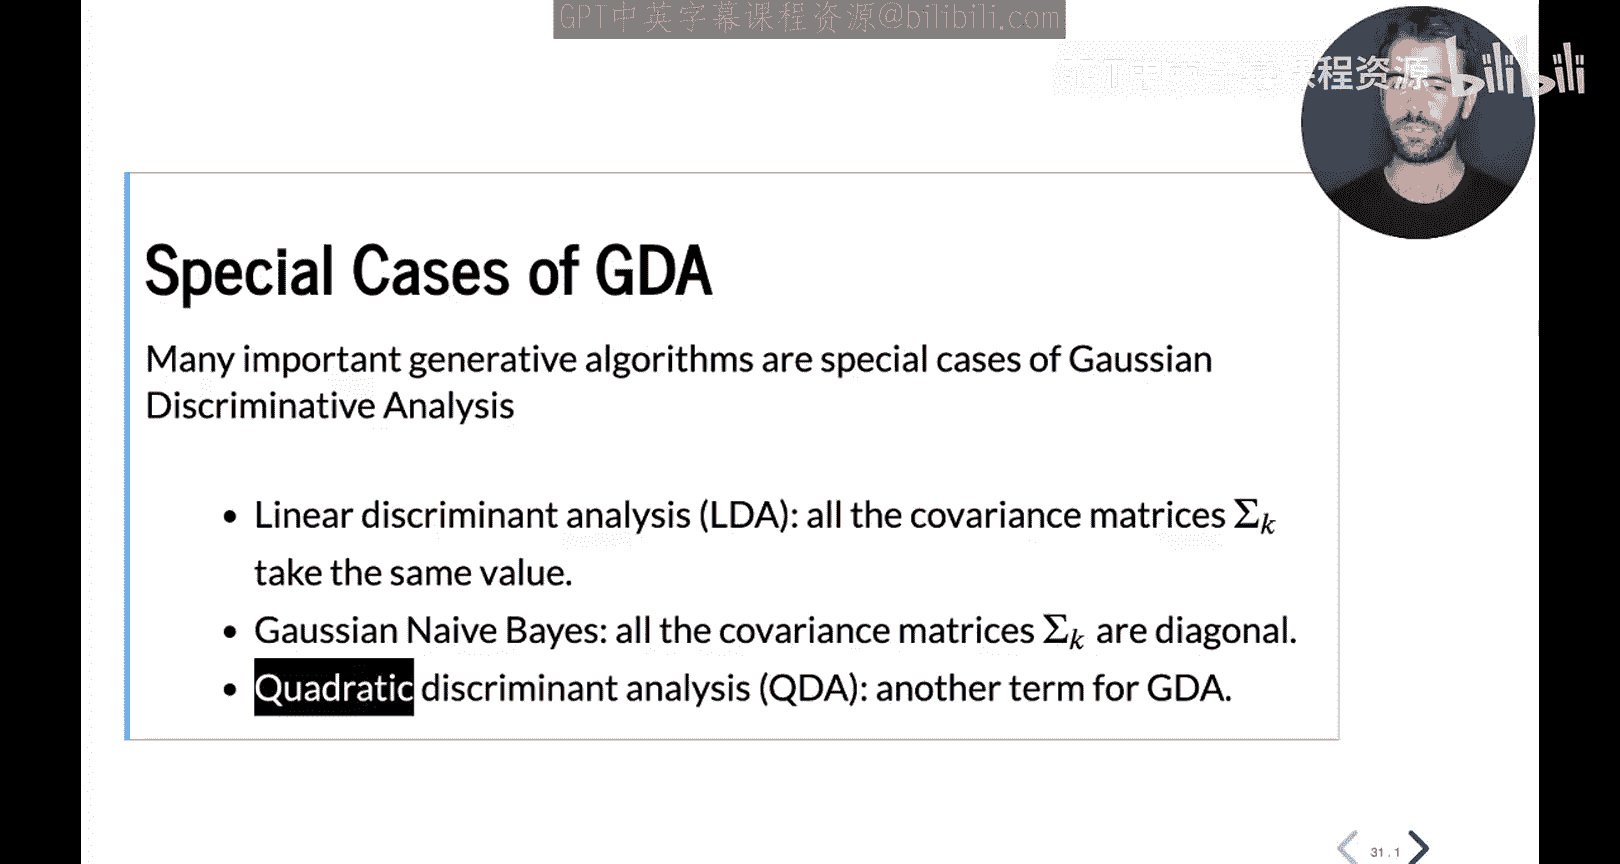 GPT中英字幕课程资源@bilibili.com
课程资源 bilibili
Special Cases of GDA
Many important generative algorithms are special cases of Gaussian
Discriminative Analysis
• Linear discriminant analysis (LDA): all the covariance matrices Σₖ
take the same value.
• Gaussian Naive Bayes: all the covariance matrices Σₖ are diagonal.
• Quadratic discriminant analysis (QDA): another term for GDA.
31 . 1